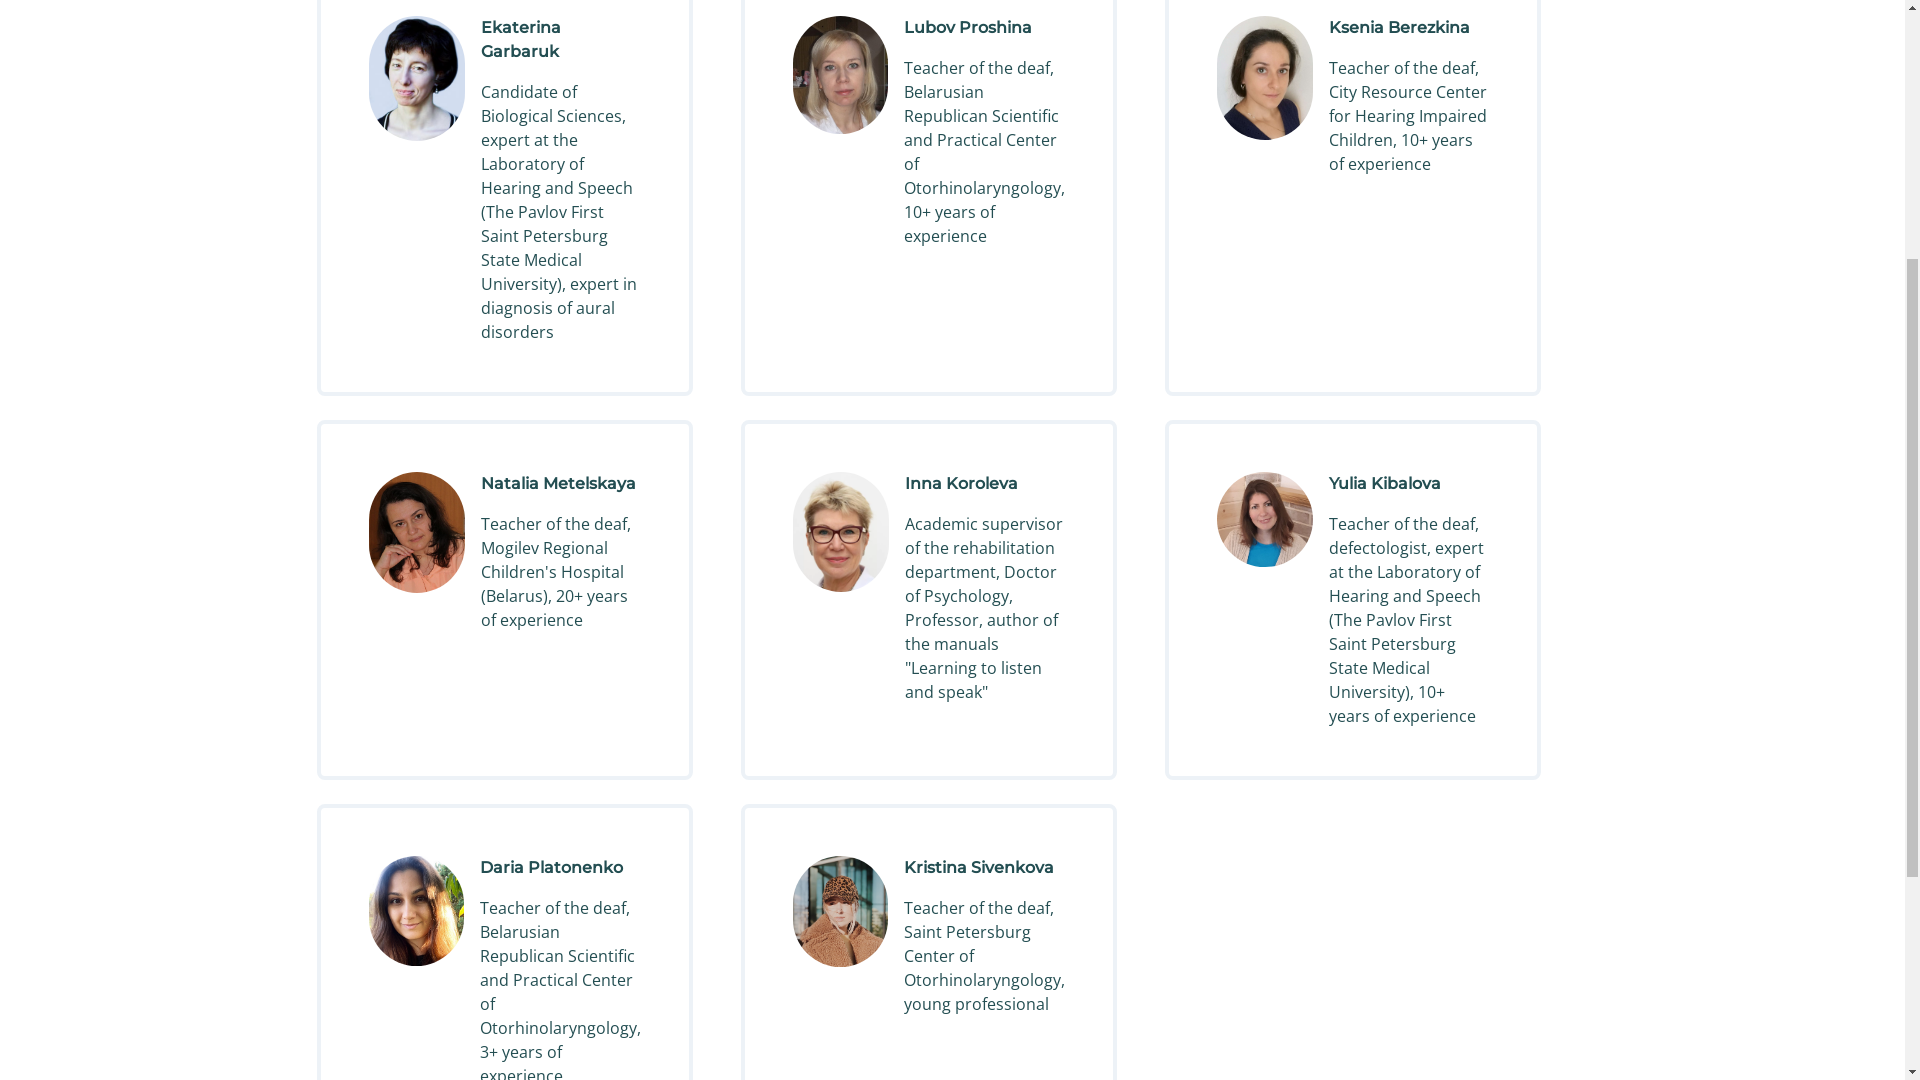 Ekaterina
Garbaruk
Candidate of
Biological Sciences,
expert at the
Laboratory of
Hearing and Speech
(The Pavlov First
Saint Petersburg
State Medical
University), expert in
diagnosis of aural
disorders
Lubov Proshina
Teacher of the deaf,
Belarusian
Republican Scientific
and Practical Center
of
Otorhinolaryngology,
10+ years of
experience
Ksenia Berezkina
Teacher of the deaf,
City Resource Center
for Hearing Impaired
Children, 10+ years
of experience
Natalia Metelskaya
Teacher of the deaf,
Mogilev Regional
Children's Hospital
(Belarus), 20+ years
of experience
Inna Koroleva
Academic supervisor
of the rehabilitation
department, Doctor
of Psychology,
Professor, author of
the manuals
"Learning to listen
and speak"
Yulia Kibalova
Teacher of the deaf,
defectologist, expert
at the Laboratory of
Hearing and Speech
(The Pavlov First
Saint Petersburg
State Medical
University), 10+
years of experience
Daria Platonenko
Teacher of the deaf,
Belarusian
Republican Scientific
and Practical Center
of
Otorhinolaryngology,
3+ years of
experience
Kristina Sivenkova
Teacher of the deaf,
Saint Petersburg
Center of
Otorhinolaryngology,
young professional